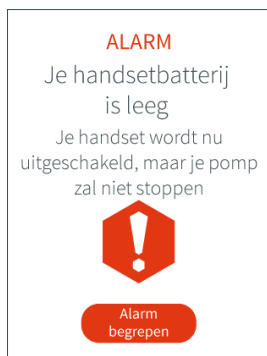 ALARM
Je handsetbatterij
is leeg
Je handset wordt nu
uitgeschakeld, maar je pomp
zal niet stoppen
Alarm
begrepen